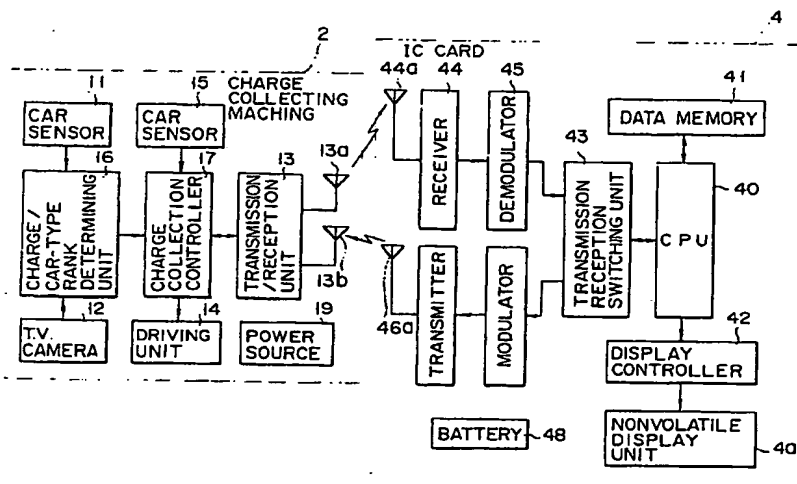 2
4
IC CARD
11
15
CHARGE
COLLECTING
MACHING
44a
44
45
41
CAR
SENSOR
CAR
SENSOR
DATA MEMORY
16
17
13
13a
43
40
CHARGE/
CAR-TYPE
RANK
DETERMINING
UNIT
CHARGE
COLLECTION
CONTROLLER
TRANSMISSION
/RECEPTION
UNIT
RECEIVER
DEMODULATOR
TRANSMISSION
RECEPTION
SWITCHING UNIT
CPU
13b
46a
TRANSMITTER
MODULATOR
12
14
19
42
T.V.
CAMERA
DRIVING
UNIT
POWER
SOURCE
DISPLAY
CONTROLLER
BATTERY
48
NONVOLATILE
DISPLAY
UNIT
4a